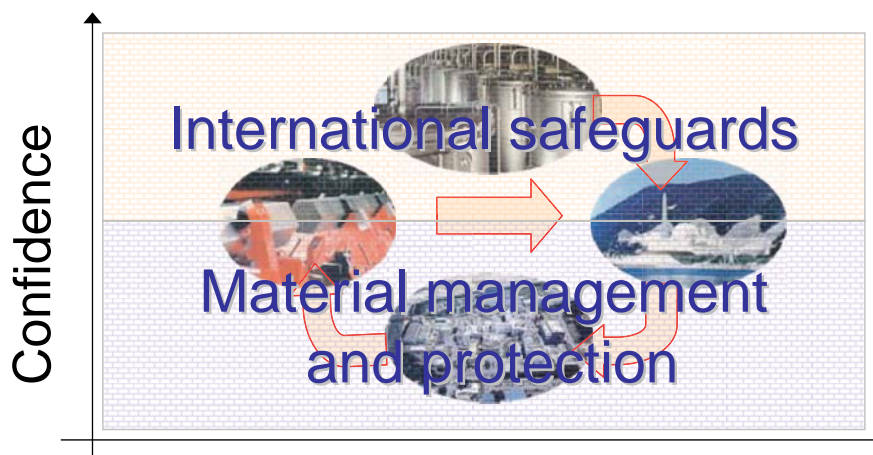 Confidence
International safeguards
Material management
and protection